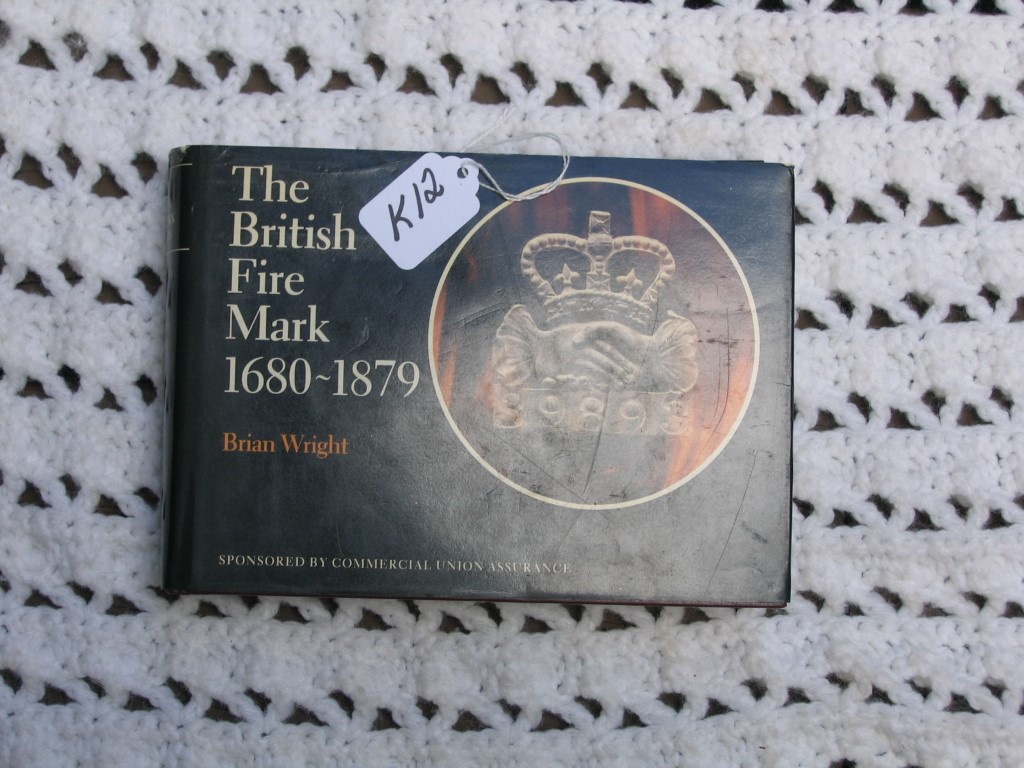 The
British
Fire
Mark
1680~1879
Brian Wright
SPONSORED BY COMMERCIAL UNION ASSURANCE
K12